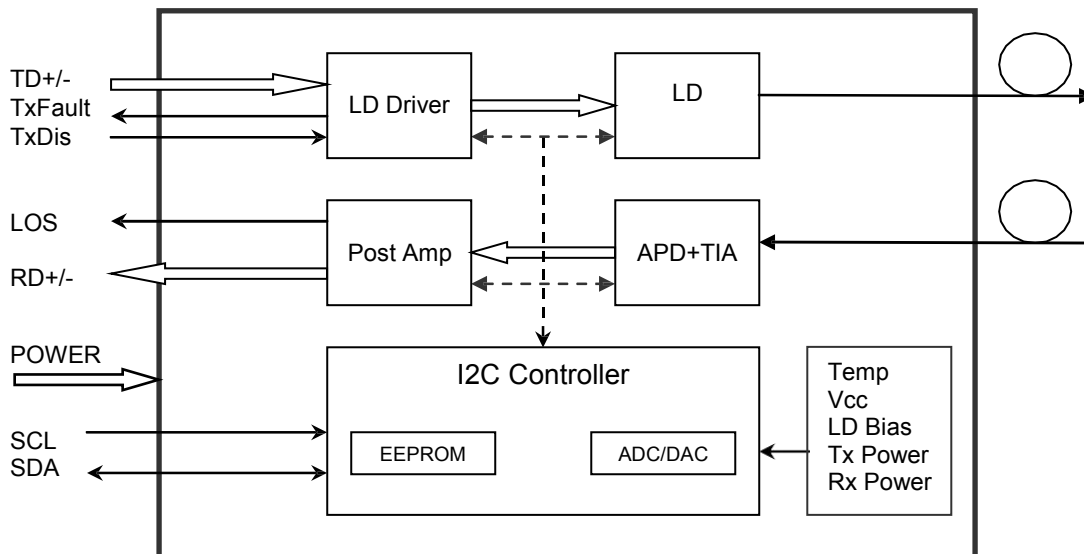 TD+/-
TxFault
TxDis
LD Driver
LD
LOS
RD+/-
Post Amp
APD+TIA
POWER
SCL
SDA
I2C Controller
EEPROM
ADC/DAC
Temp
Vcc
LD Bias
Tx Power
Rx Power